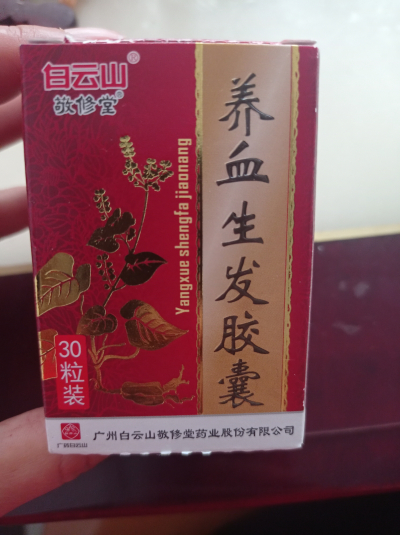 白云山®
敬修堂®
养血生发胶囊
Yangxue shengfa jiaonang
30粒装
广州白云山敬修堂药业股份有限公司